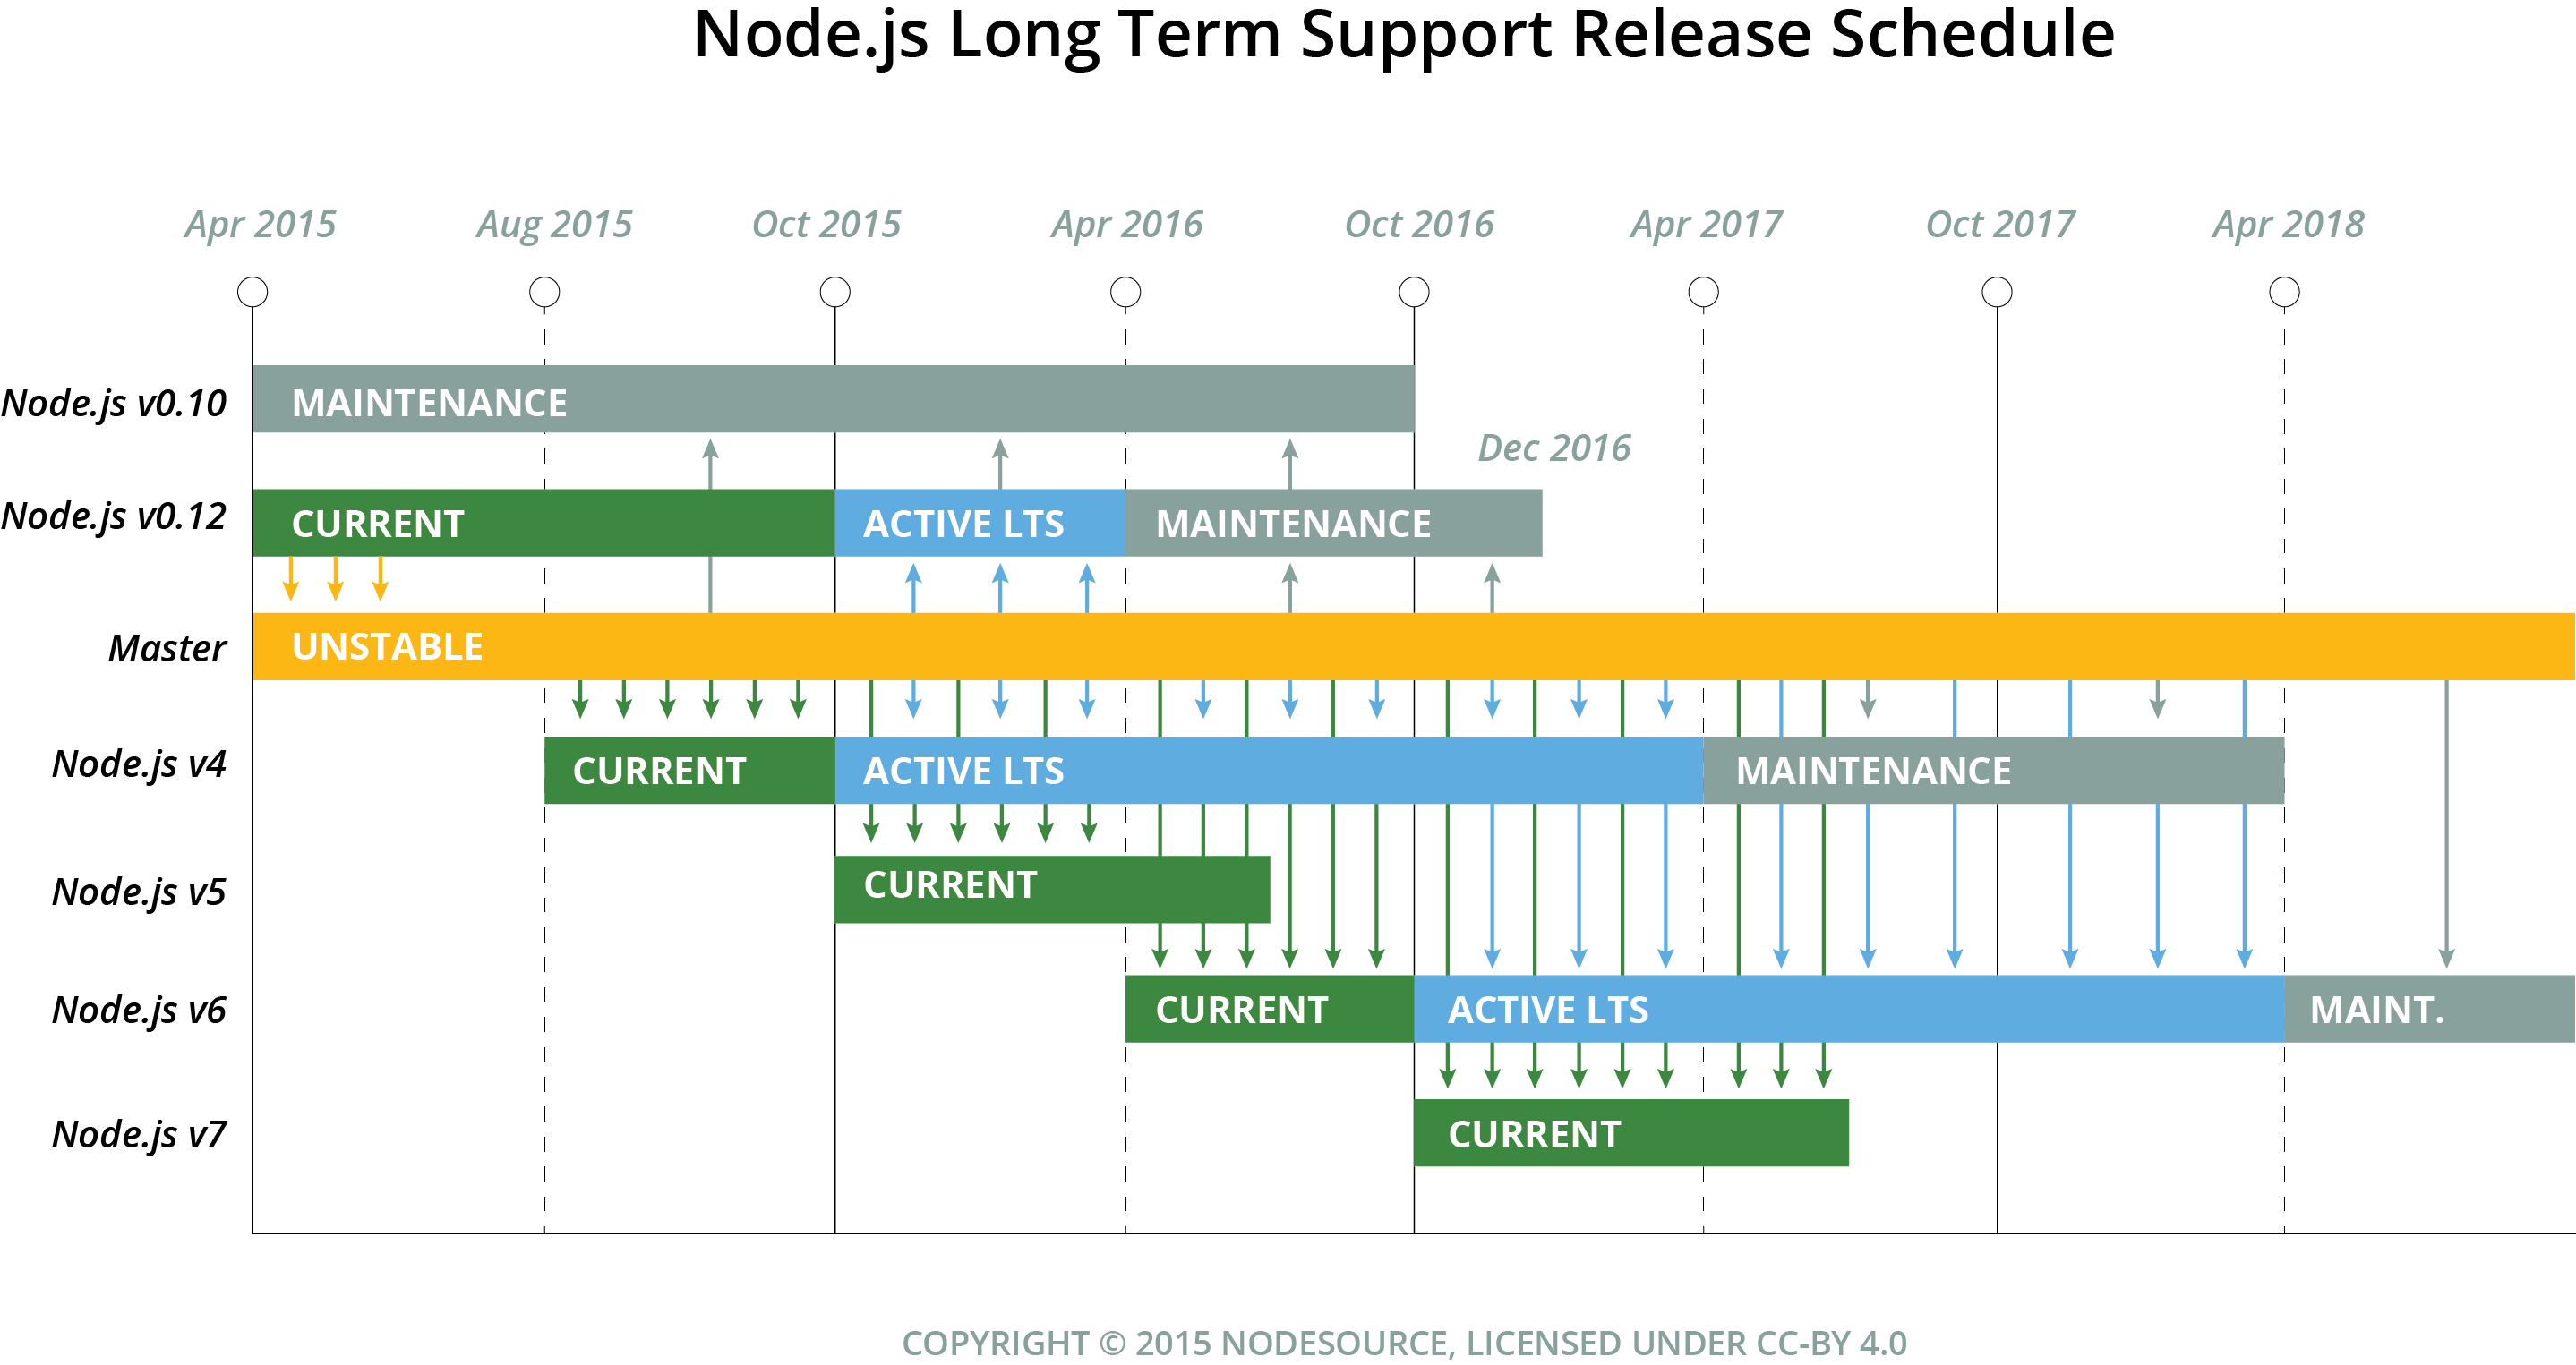 Node.js Long Term Support Release Schedule
Apr 2015 Aug 2015 Oct 2015 Apr 2016 Oct 2016 Apr 2017 Oct 2017 Apr 2018
Node.js v0.10 MAINTENANCE
Dec 2016
Node.js v0.12 CURRENT ACTIVE LTS MAINTENANCE
Master UNSTABLE
Node.js v4 CURRENT ACTIVE LTS MAINTENANCE
Node.js v5 CURRENT
Node.js v6 CURRENT ACTIVE LTS MAINT.
Node.js v7 CURRENT
COPYRIGHT © 2015 NODESOURCE, LICENSED UNDER CC-BY 4.0